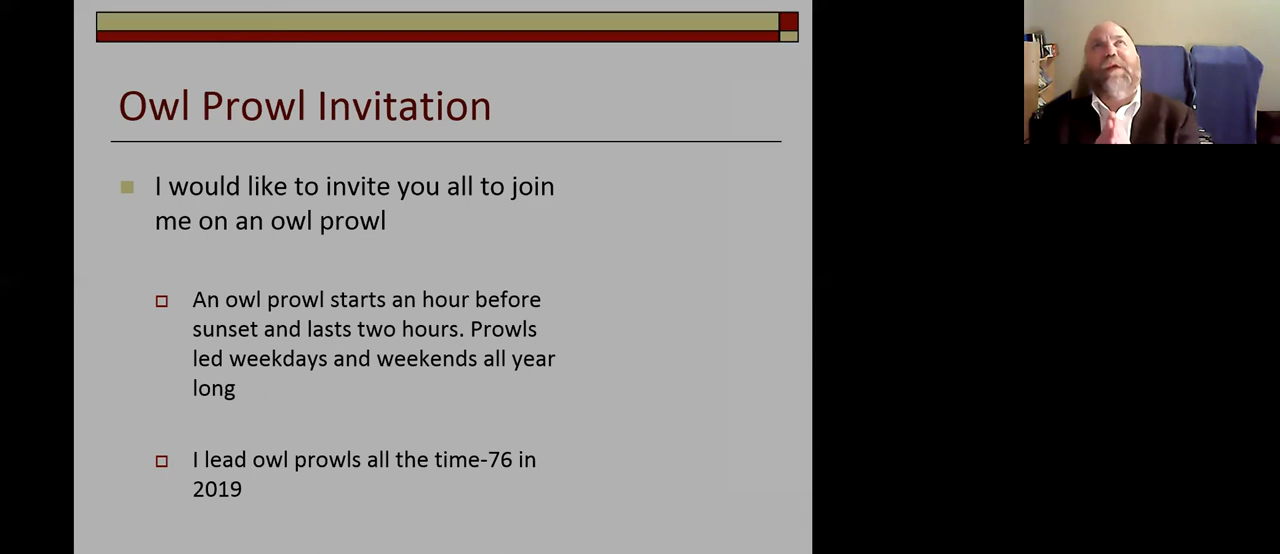 Owl Prowl Invitation
I would like to invite you all to join
me on an owl prowl
An owl prowl starts an hour before
sunset and lasts two hours. Prowls
led weekdays and weekends all year
long
I lead owl prowls all the time-76 in
2019